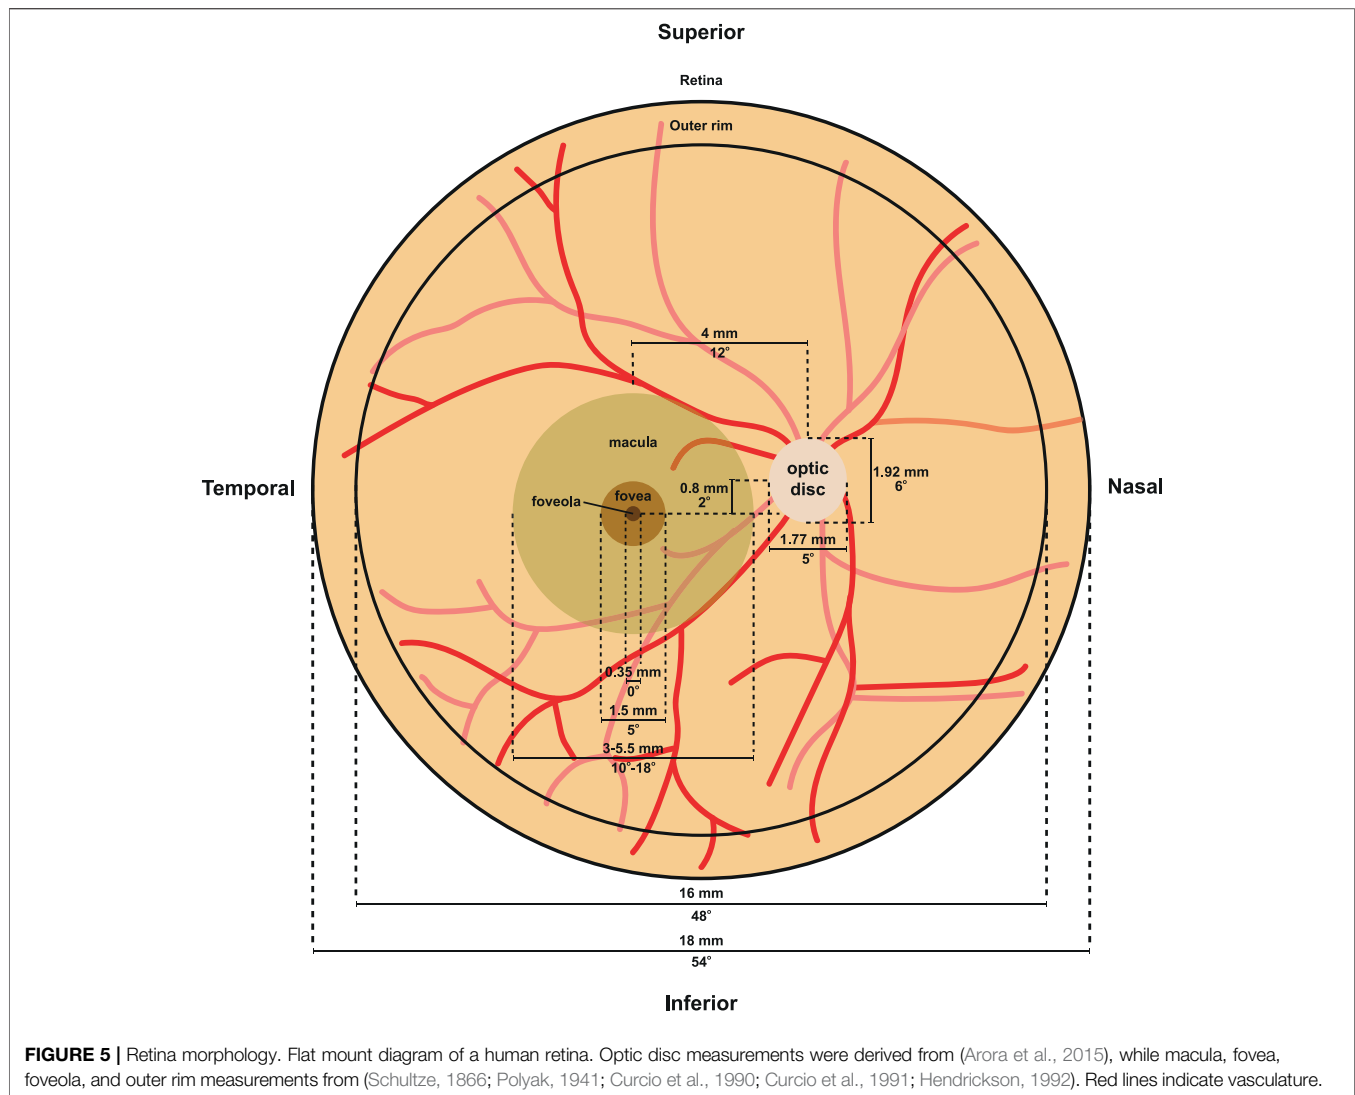 Superior
Retina
Outer rim
4 mm
12°
macula
optic
disc
1.92 mm
6°
Temporal
Nasal
0.8 mm
2°
foveola
fovea
1.77 mm
5°
0.35 mm
0°
1.5 mm
5°
3-5.5 mm
10°-18°
16 mm
48°
18 mm
54°
Inferior
FIGURE 5 | Retina morphology. Flat mount diagram of a human retina. Optic disc measurements were derived from (Arora et al., 2015), while macula, fovea,
foveola, and outer rim measurements from (Schultze, 1866; Polyak, 1941; Curcio et al., 1990; Curcio et al., 1991; Hendrickson, 1992). Red lines indicate vasculature.